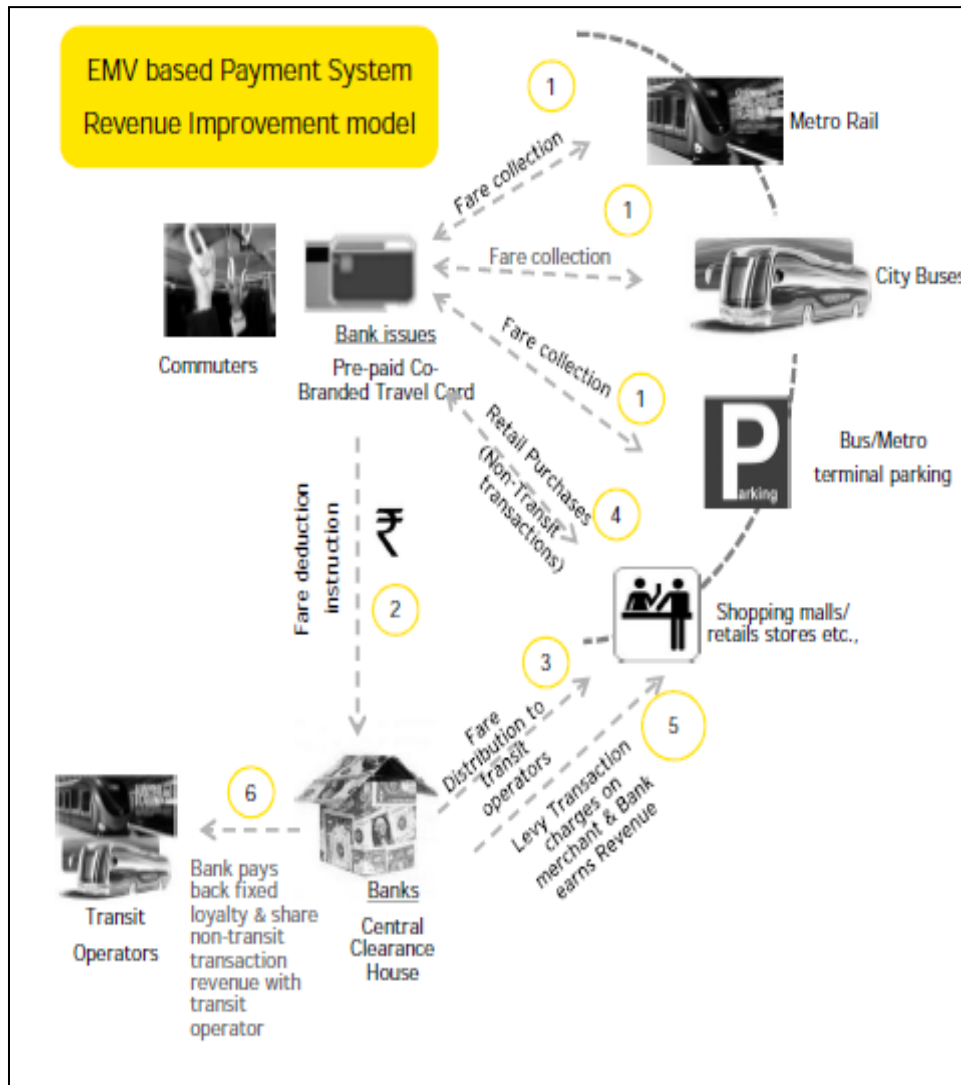 EMV based Payment System
Revenue Improvement model
1
Metro Rail
Fare collection
1
Fare collection
City Buses
Commuters
Bank issues
Pre-paid Co-
Branded Travel Card
Fare collection
1
P
arking
Bus/Metro
terminal parking
Retail Purchases
(Non-Transit
transactions)
4
Fare deduction
instruction
₹
2
Shopping malls/
retails stores etc.,
3
Fare
Distribution to
transit
operators
5
Levy Transaction
charges on
merchant & Bank
earns Revenue
6
Transit
Operators
Bank pays
back fixed
loyalty & share
non-transit
transaction
revenue with
transit
operator
Banks
Central
Clearance
House